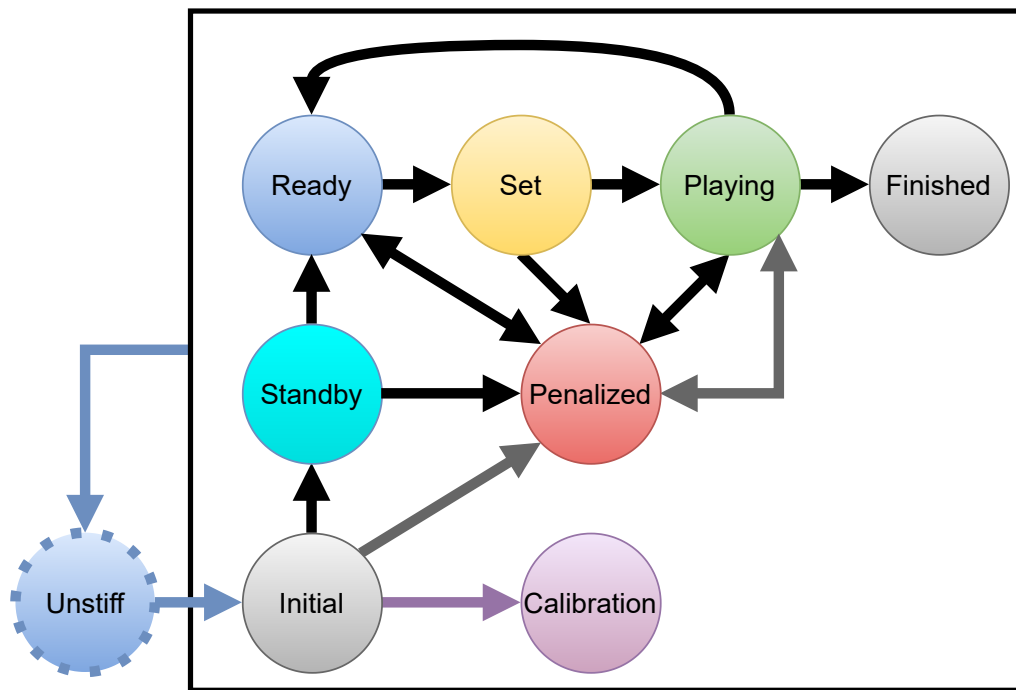 Ready
Set
Playing
Finished
Standby
Penalized
Unstiff
Initial
Calibration